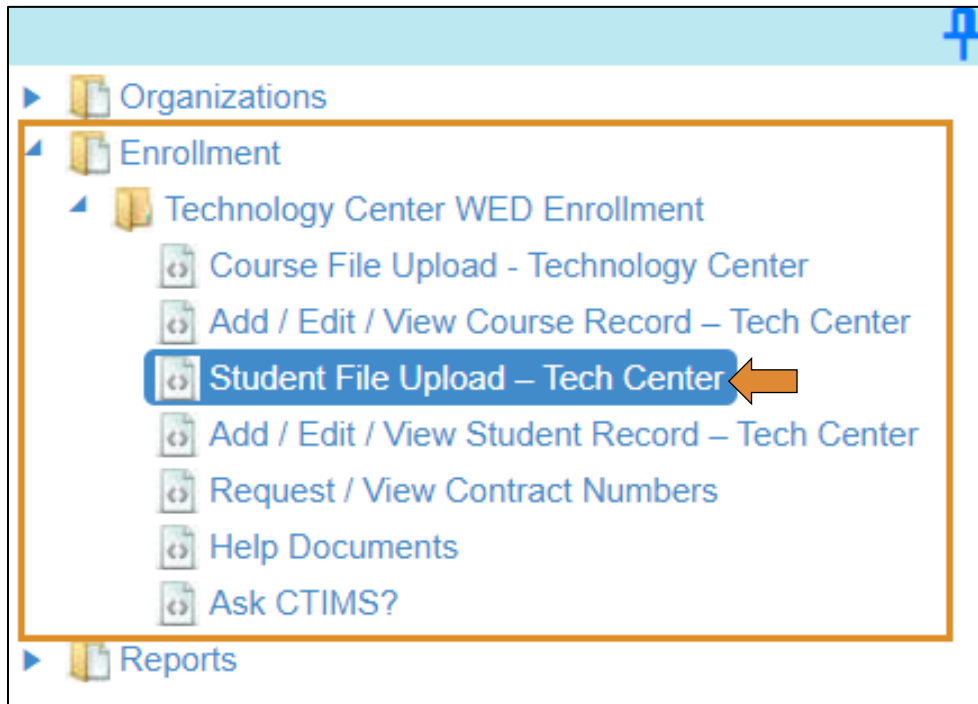 Organizations
Enrollment
Technology Center WED Enrollment
Course File Upload - Technology Center
Add / Edit / View Course Record – Tech Center
Student File Upload – Tech Center
Add / Edit / View Student Record – Tech Center
Request / View Contract Numbers
Help Documents
Ask CTIMS?
Reports